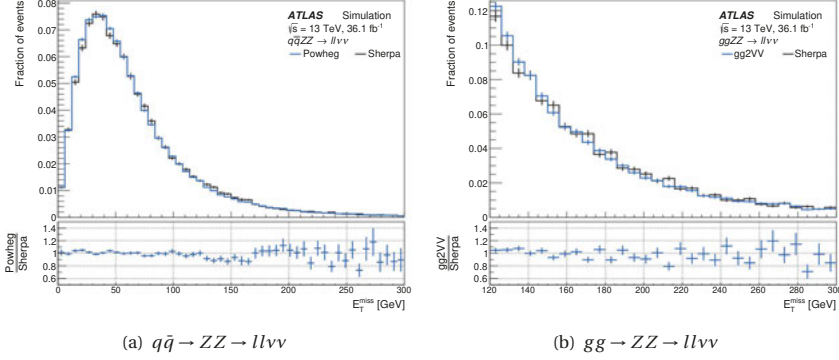 Fraction of events
0.08
0.07
0.06
0.05
0.04
0.03
0.02
0.01
0
ATLAS Simulation
√s = 13 TeV, 36.1 fb⁻¹
qq̄ZZ → llνν
Powheg Sherpa
Powheg
Sherpa
1.4
1.2
1
0.8
0.6
0 50 100 150 200 250 300
E_T^miss [GeV]
(a) qq̄ → ZZ → llνν
Fraction of events
0.12
0.1
0.08
0.06
0.04
0.02
0
ATLAS Simulation
√s = 13 TeV, 36.1 fb⁻¹
ggZZ → llνν
gg2VV Sherpa
gg2VV
Sherpa
1.4
1.2
1
0.8
0.6
120 140 160 180 200 220 240 260 280 300
E_T^miss [GeV]
(b) gg → ZZ → llνν